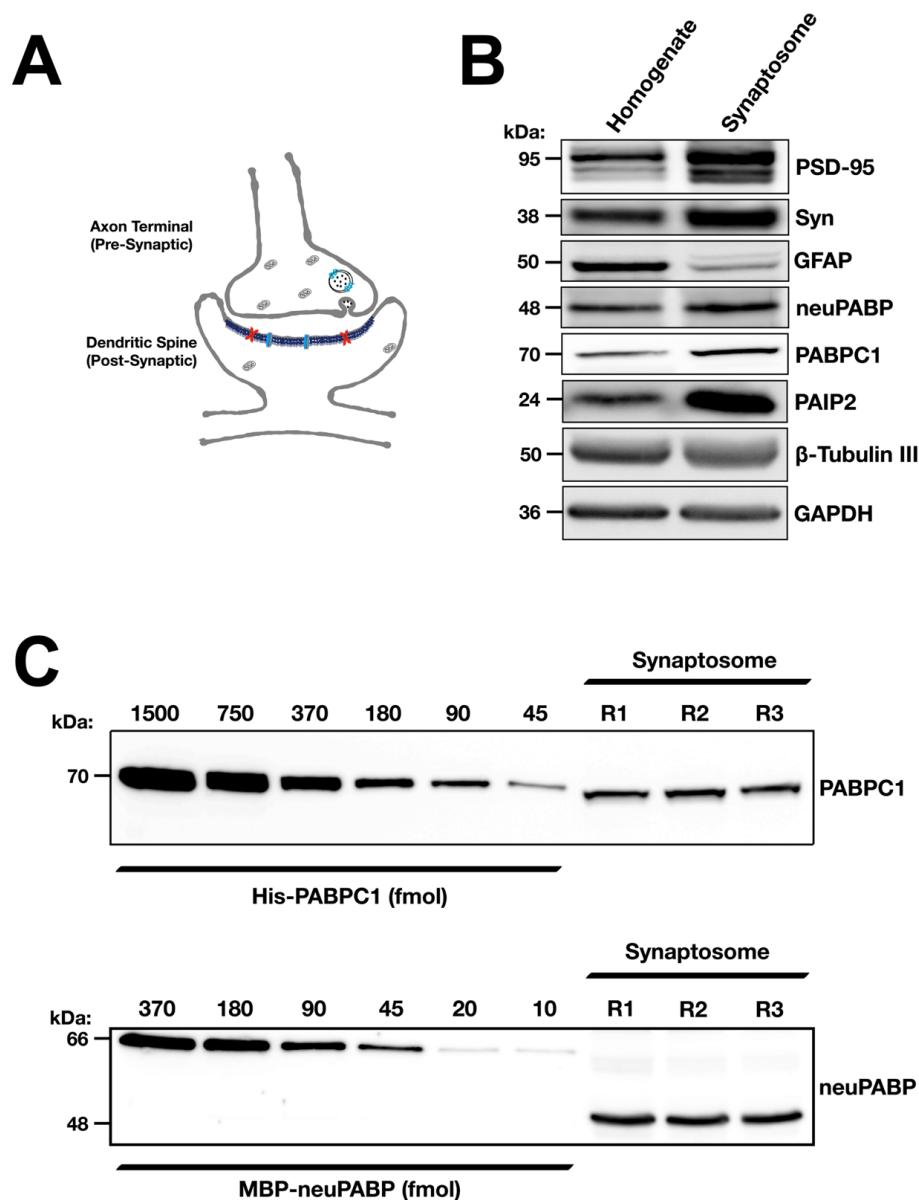 A
Axon Terminal
(Pre-Synaptic)
Dendritic Spine
(Post-Synaptic)
B
Homogenate
Synaptosome
kDa:
95
PSD-95
38
Syn
50
GFAP
48
neuPABP
70
PABPC1
24
PAIP2
50
β-Tubulin III
36
GAPDH
C
Synaptosome
kDa:
1500 750 370 180 90 45 R1 R2 R3
70
PABPC1
His-PABPC1 (fmol)
Synaptosome
kDa:
370 180 90 45 20 10 R1 R2 R3
66
neuPABP
48
MBP-neuPABP (fmol)